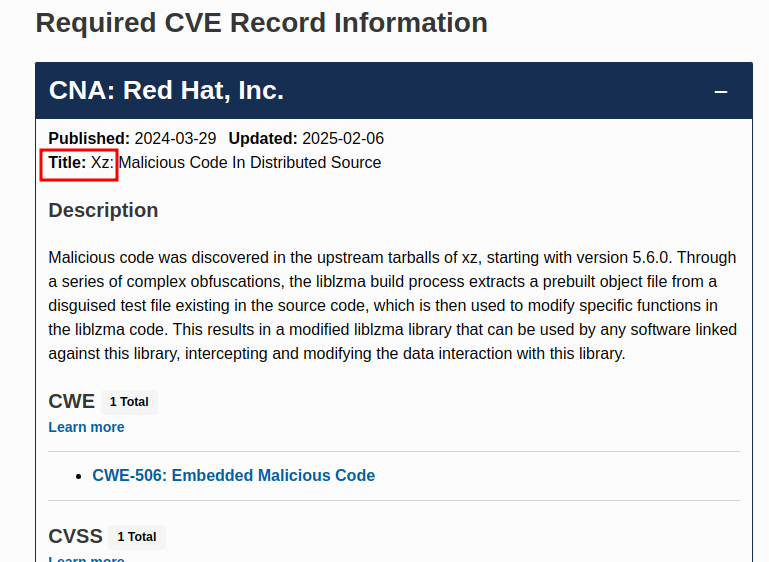 Required CVE Record Information
CNA: Red Hat, Inc.
Published: 2024-03-29 Updated: 2025-02-06
Title: Xz: Malicious Code In Distributed Source
Description
Malicious code was discovered in the upstream tarballs of xz, starting with version 5.6.0. Through
a series of complex obfuscations, the liblzma build process extracts a prebuilt object file from a
disguised test file existing in the source code, which is then used to modify specific functions in
the liblzma code. This results in a modified liblzma library that can be used by any software linked
against this library, intercepting and modifying the data interaction with this library.
CWE 1 Total
Learn more
CWE-506: Embedded Malicious Code
CVSS 1 Total
Learn more